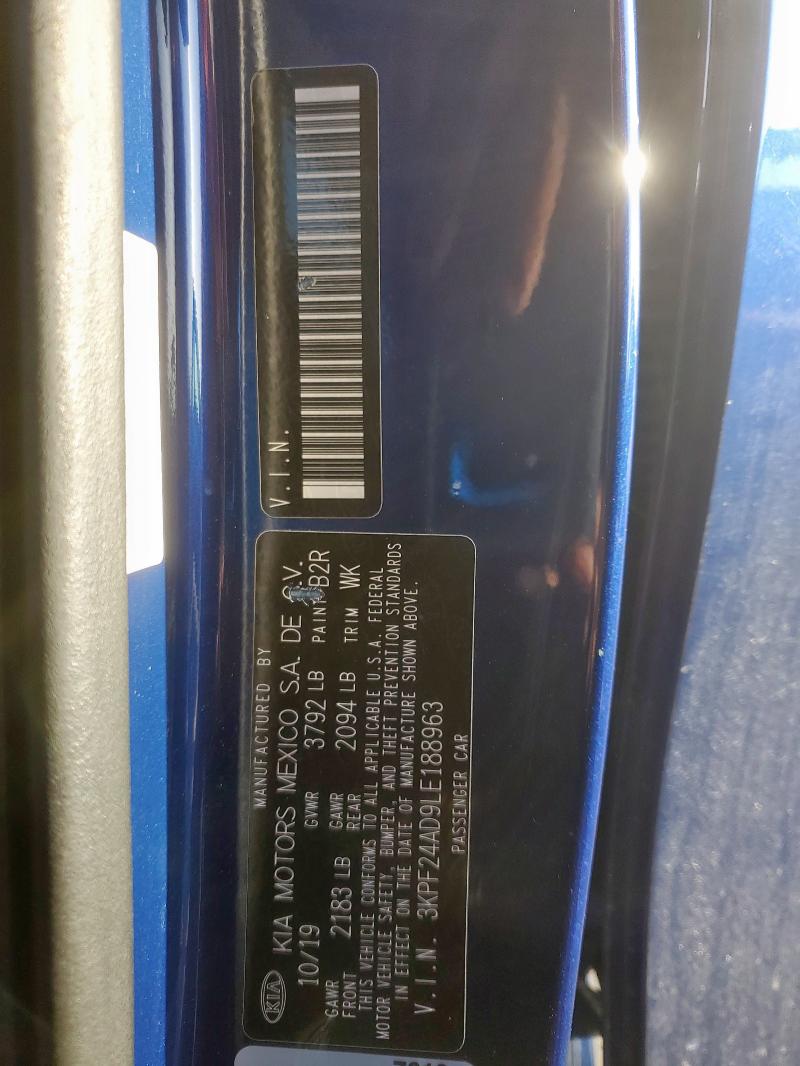 V.I.N.
MANUFACTURED BY
KIA KIA MOTORS MEXICO S.A. DE C.V.
10/19 GVWR 3792 LB PAINT B2R
GAWR FRONT 2183 LB GAWR REAR 2094 LB TRIM WK
THIS VEHICLE CONFORMS TO ALL APPLICABLE U.S.A. FEDERAL
MOTOR VEHICLE SAFETY, BUMPER, AND THEFT PREVENTION STANDARDS
IN EFFECT ON THE DATE OF MANUFACTURE SHOWN ABOVE.
V.I.N. 3KPF24AD9LE188963
PASSENGER CAR